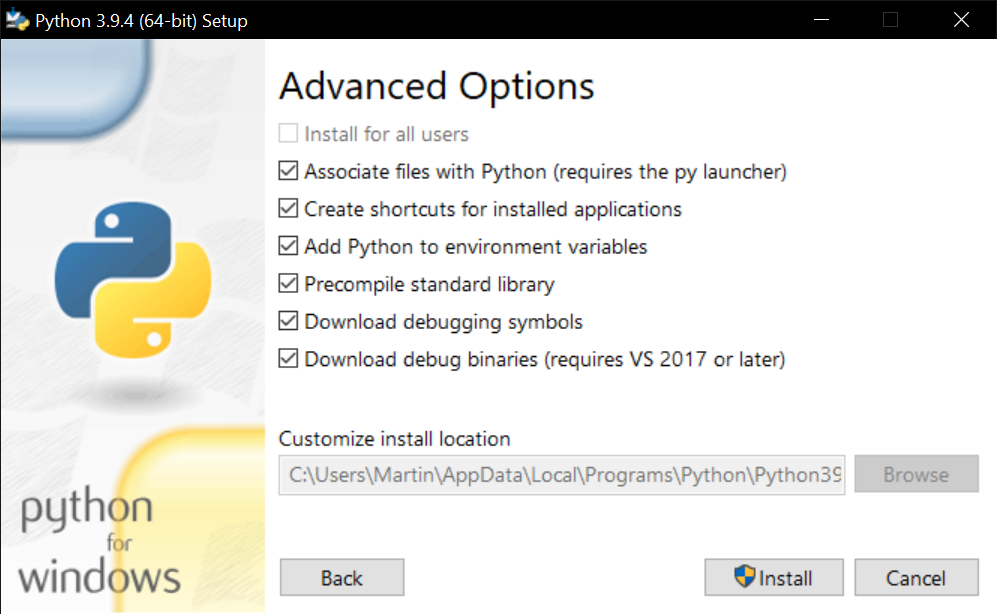 Python 3.9.4 (64-bit) Setup
Advanced Options
Install for all users
Associate files with Python (requires the py launcher)
Create shortcuts for installed applications
Add Python to environment variables
Precompile standard library
Download debugging symbols
Download debug binaries (requires VS 2017 or later)
Customize install location
C:\Users\Martin\AppData\Local\Programs\Python\Python39
Browse
python
for
windows
Back
Install
Cancel